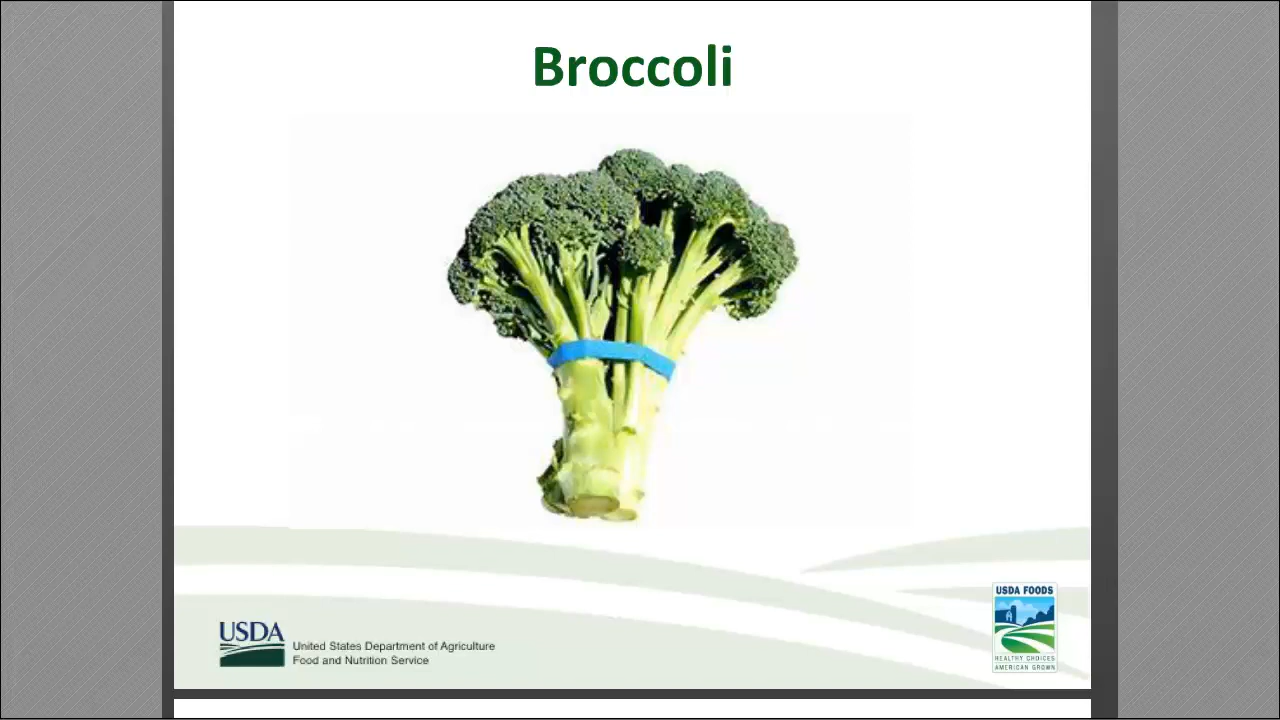 Broccoli
USDA
United States Department of Agriculture
Food and Nutrition Service
USDA FOODS
HEALTHY CHOICES
AMERICAN GROWN